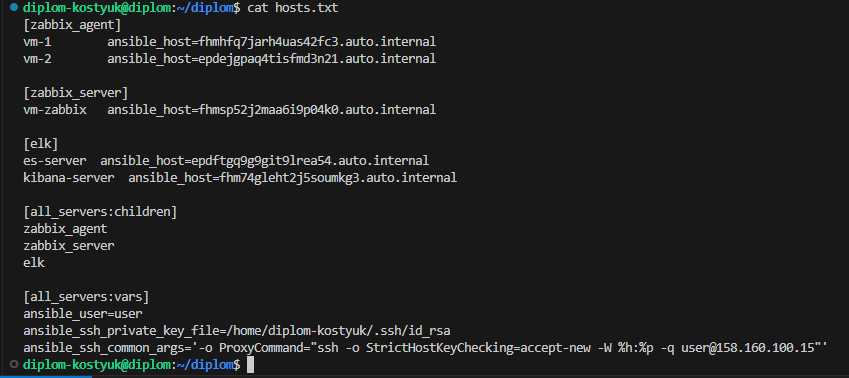 diplom-kostyuk@diplom:~/diplom$ cat hosts.txt
[zabbix_agent]
vm-1        ansible_host=fhmhfq7jarh4uas42fc3.auto.internal
vm-2        ansible_host=epdejgpaq4tisfmd3n21.auto.internal
[zabbix_server]
vm-zabbix   ansible_host=fhmsp52j2maa6i9p04k0.auto.internal
[elk]
es-server  ansible_host=epdftgq9g9git9lrea54.auto.internal
kibana-server  ansible_host=fhm74gleht2j5soumkg3.auto.internal
[all_servers:children]
zabbix_agent
zabbix_server
elk
[all_servers:vars]
ansible_user=user
ansible_ssh_private_key_file=/home/diplom-kostyuk/.ssh/id_rsa
ansible_ssh_common_args='-o ProxyCommand="ssh -o StrictHostKeyChecking=accept-new -W %h:%p -q user@158.160.100.15"'
diplom-kostyuk@diplom:~/diplom$